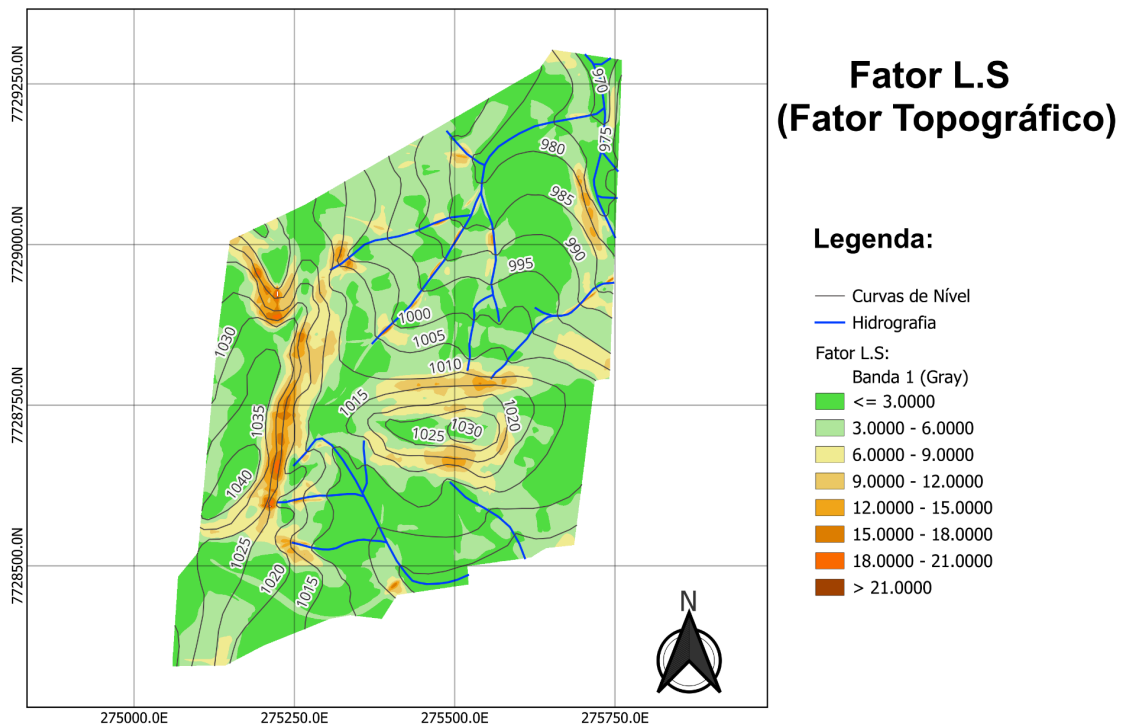 Fator L.S
(Fator Topográfico)
Legenda:
Curvas de Nível
Hidrografia
Fator L.S:
Banda 1 (Gray)
<= 3.0000
3.0000 - 6.0000
6.0000 - 9.0000
9.0000 - 12.0000
12.0000 - 15.0000
15.0000 - 18.0000
18.0000 - 21.0000
> 21.0000
N
7729250.0N
7729000.0N
7728750.0N
7728500.0N
275000.0E
275250.0E
275500.0E
275750.0E
970
975
980
985
990
995
1000
1005
1010
1015
1020
1025
1030
1030
1035
1040
1025
1020
1015